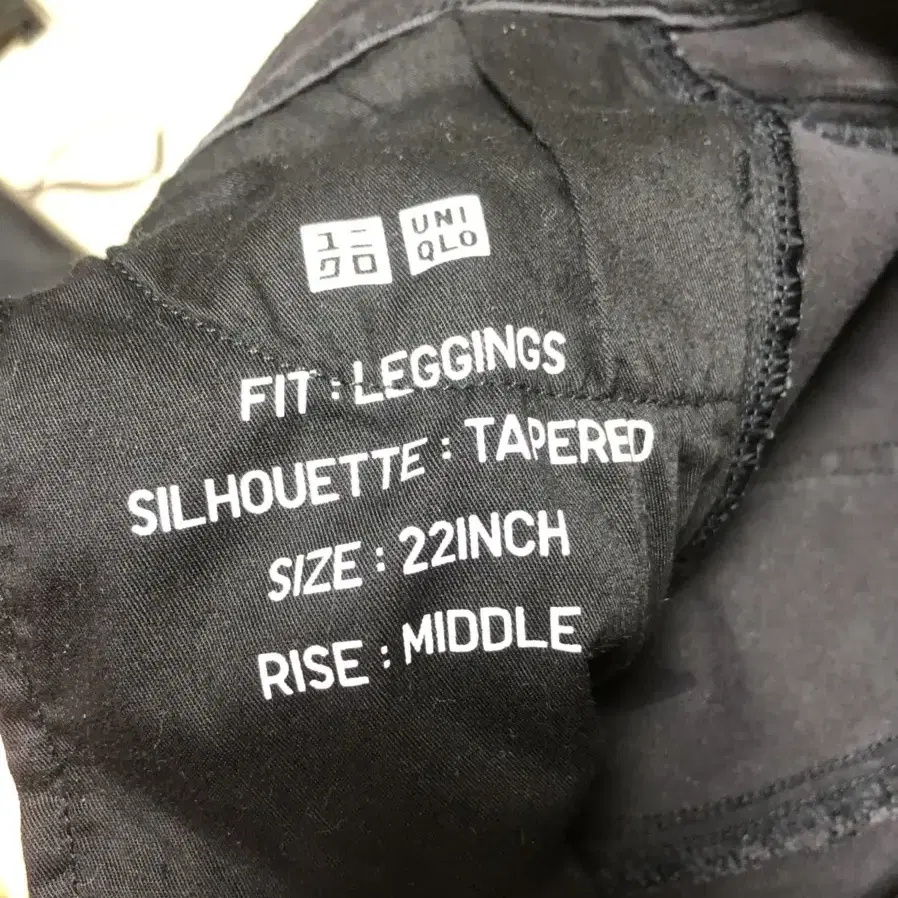 ユニ
クロ
UNI
QLO
FIT : LEGGINGS
SILHOUETTE : TAPERED
SIZE : 22INCH
RISE : MIDDLE